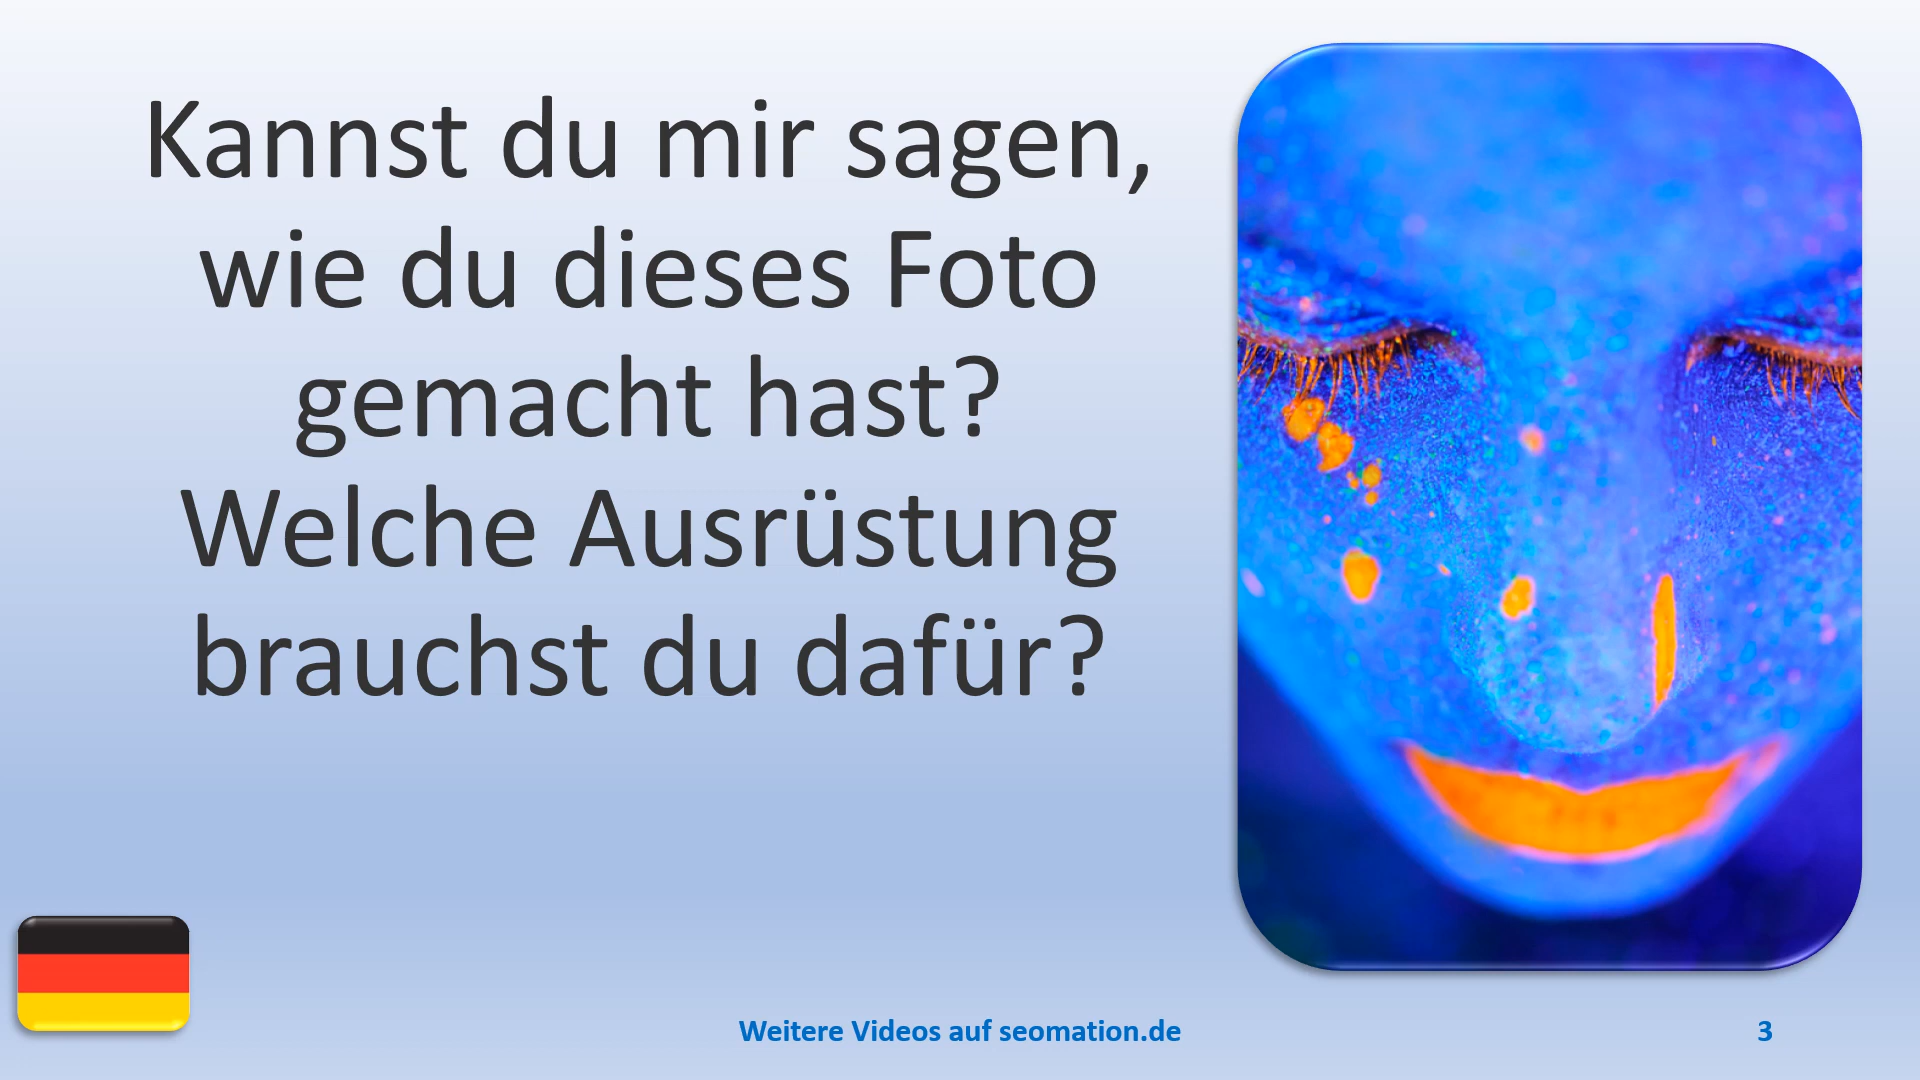 Kannst du mir sagen,
wie du dieses Foto
gemacht hast?
Welche Ausrüstung
brauchst du dafür?
Weitere Videos auf seomation.de
3